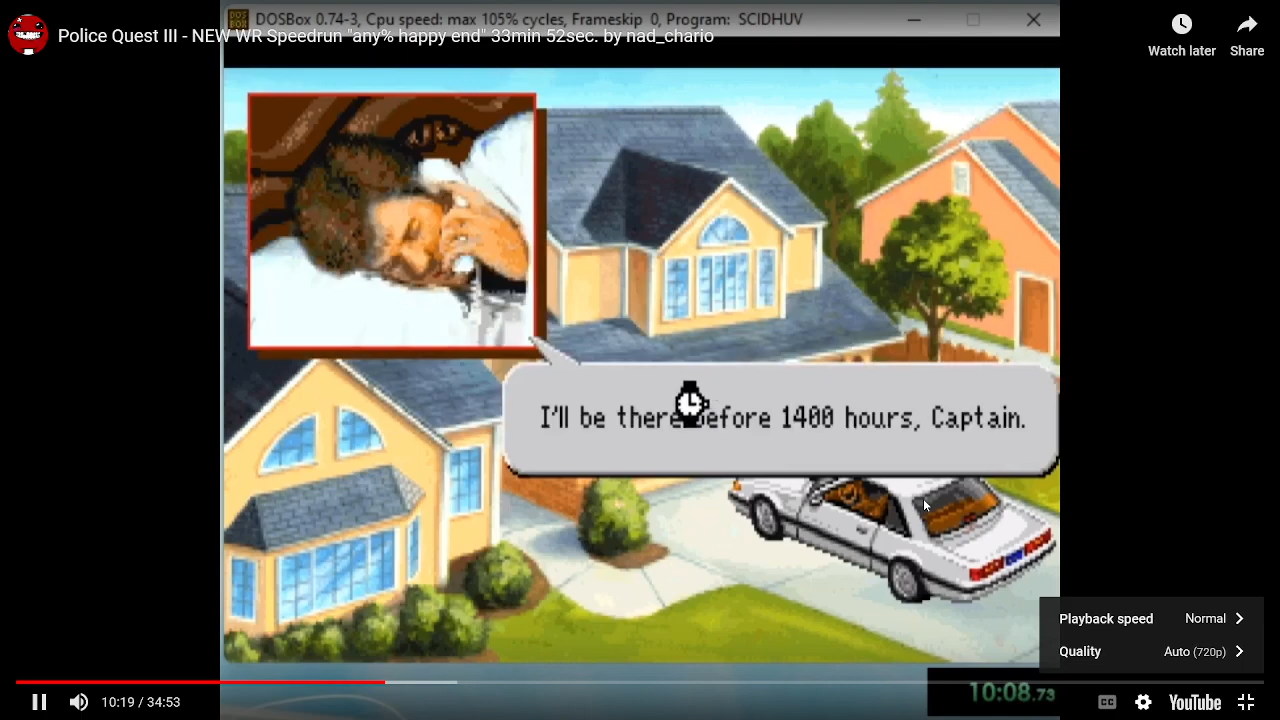 DOSBox 0.74-3, Cpu speed: max 105% cycles, Frameskip 0, Program: SCIDHUV
Police Quest III - NEW WR Speedrun "any% happy end" 33min 52sec. by nad_chario
Watch later
Share
I'll be there before 1400 hours, Captain.
Playback speed Normal
Quality Auto (720p)
10:08.73
10:19 / 34:53
CC
YouTube